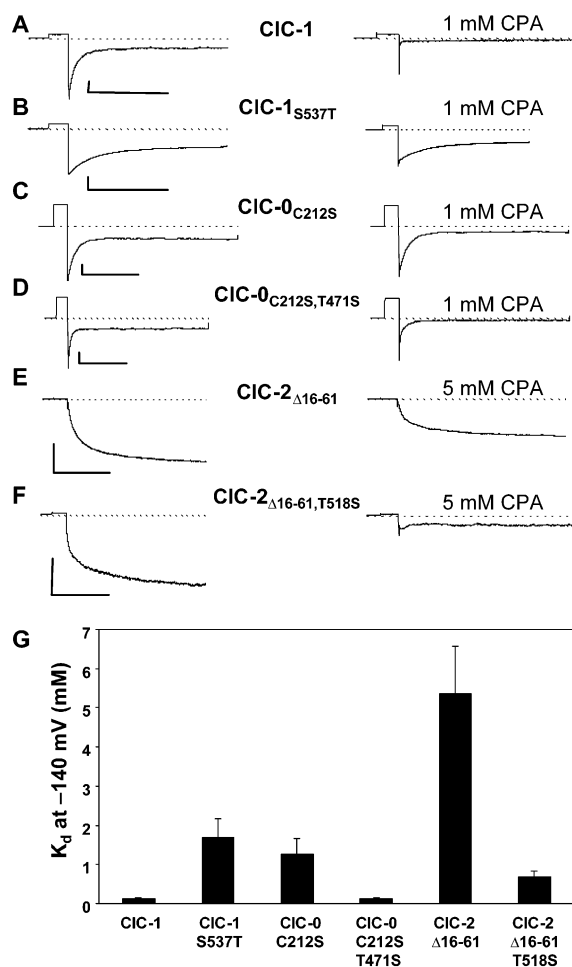 A ClC-1 1 mM CPA
B ClC-1S537T 1 mM CPA
C ClC-0C212S 1 mM CPA
D ClC-0C212S,T471S 1 mM CPA
E ClC-2Δ16-61 5 mM CPA
F ClC-2Δ16-61,T518S 5 mM CPA
G
Kd at –140 mV (mM)
7
6
5
4
3
2
1
0
ClC-1 ClC-1 ClC-0 ClC-0 ClC-2 ClC-2
S537T C212S C212S Δ16-61 Δ16-61
T471S T518S